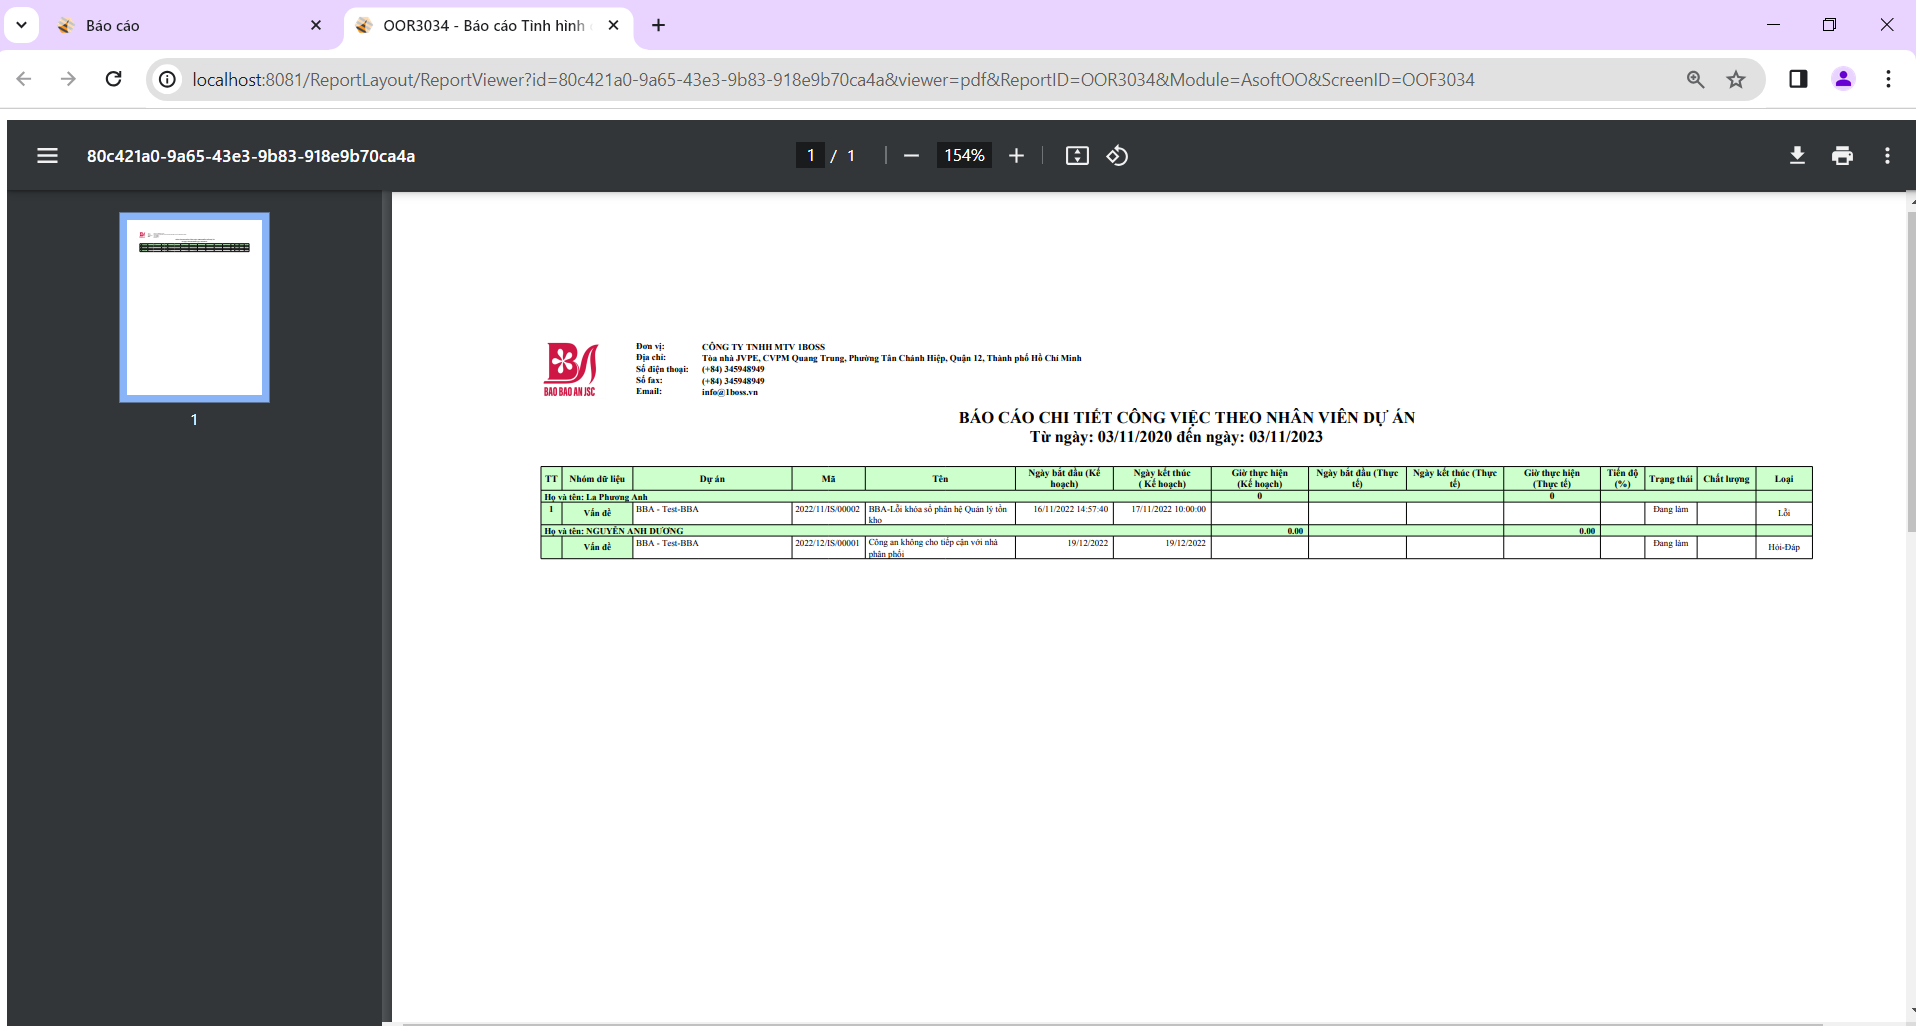 Báo cáo
OOR3034 - Báo cáo Tình hình
localhost:8081/ReportLayout/ReportViewer?id=80c421a0-9a65-43e3-9b83-918e9b70ca4a&viewer=pdf&ReportID=OOR3034&Module=AsoftOO&ScreenID=OOF3034
80c421a0-9a65-43e3-9b83-918e9b70ca4a
1 / 1
154%
1
BAO BAO AN JSC
Đơn vị: CÔNG TY TNHH MTV 1BOSS
Địa chỉ: Tòa nhà JVPE, CVPM Quang Trung, Phường Tân Chánh Hiệp, Quận 12, Thành phố Hồ Chí Minh
Số điện thoại: (+84) 345948949
Số fax: (+84) 345948949
Email: info@1boss.vn
BÁO CÁO CHI TIẾT CÔNG VIỆC THEO NHÂN VIÊN DỰ ÁN
Từ ngày: 03/11/2020 đến ngày: 03/11/2023
TT Nhóm dữ liệu Dự án Mã Tên Ngày bắt đầu (Kế hoạch) Ngày kết thúc ( Kế hoạch) Giờ thực hiện (Kế hoạch) Ngày bắt đầu (Thực tế) Ngày kết thúc (Thực tế) Giờ thực hiện (Thực tế) Tiến độ (%) Trạng thái Chất lượng Loại
Họ và tên: La Phương Anh 0 0
1 Vấn đề BBA - Test-BBA 2022/11/IS/00002 BBA-Lỗi khóa sổ phân hệ Quản lý tồn kho 16/11/2022 14:57:40 17/11/2022 10:00:00 Đang làm Lỗi
Họ và tên: NGUYỄN ANH DƯƠNG 0.00 0.00
Vấn đề BBA - Test-BBA 2022/12/IS/00001 Công an không cho tiếp cận với nhà phân phối 19/12/2022 19/12/2022 Đang làm Hỏi-Đáp